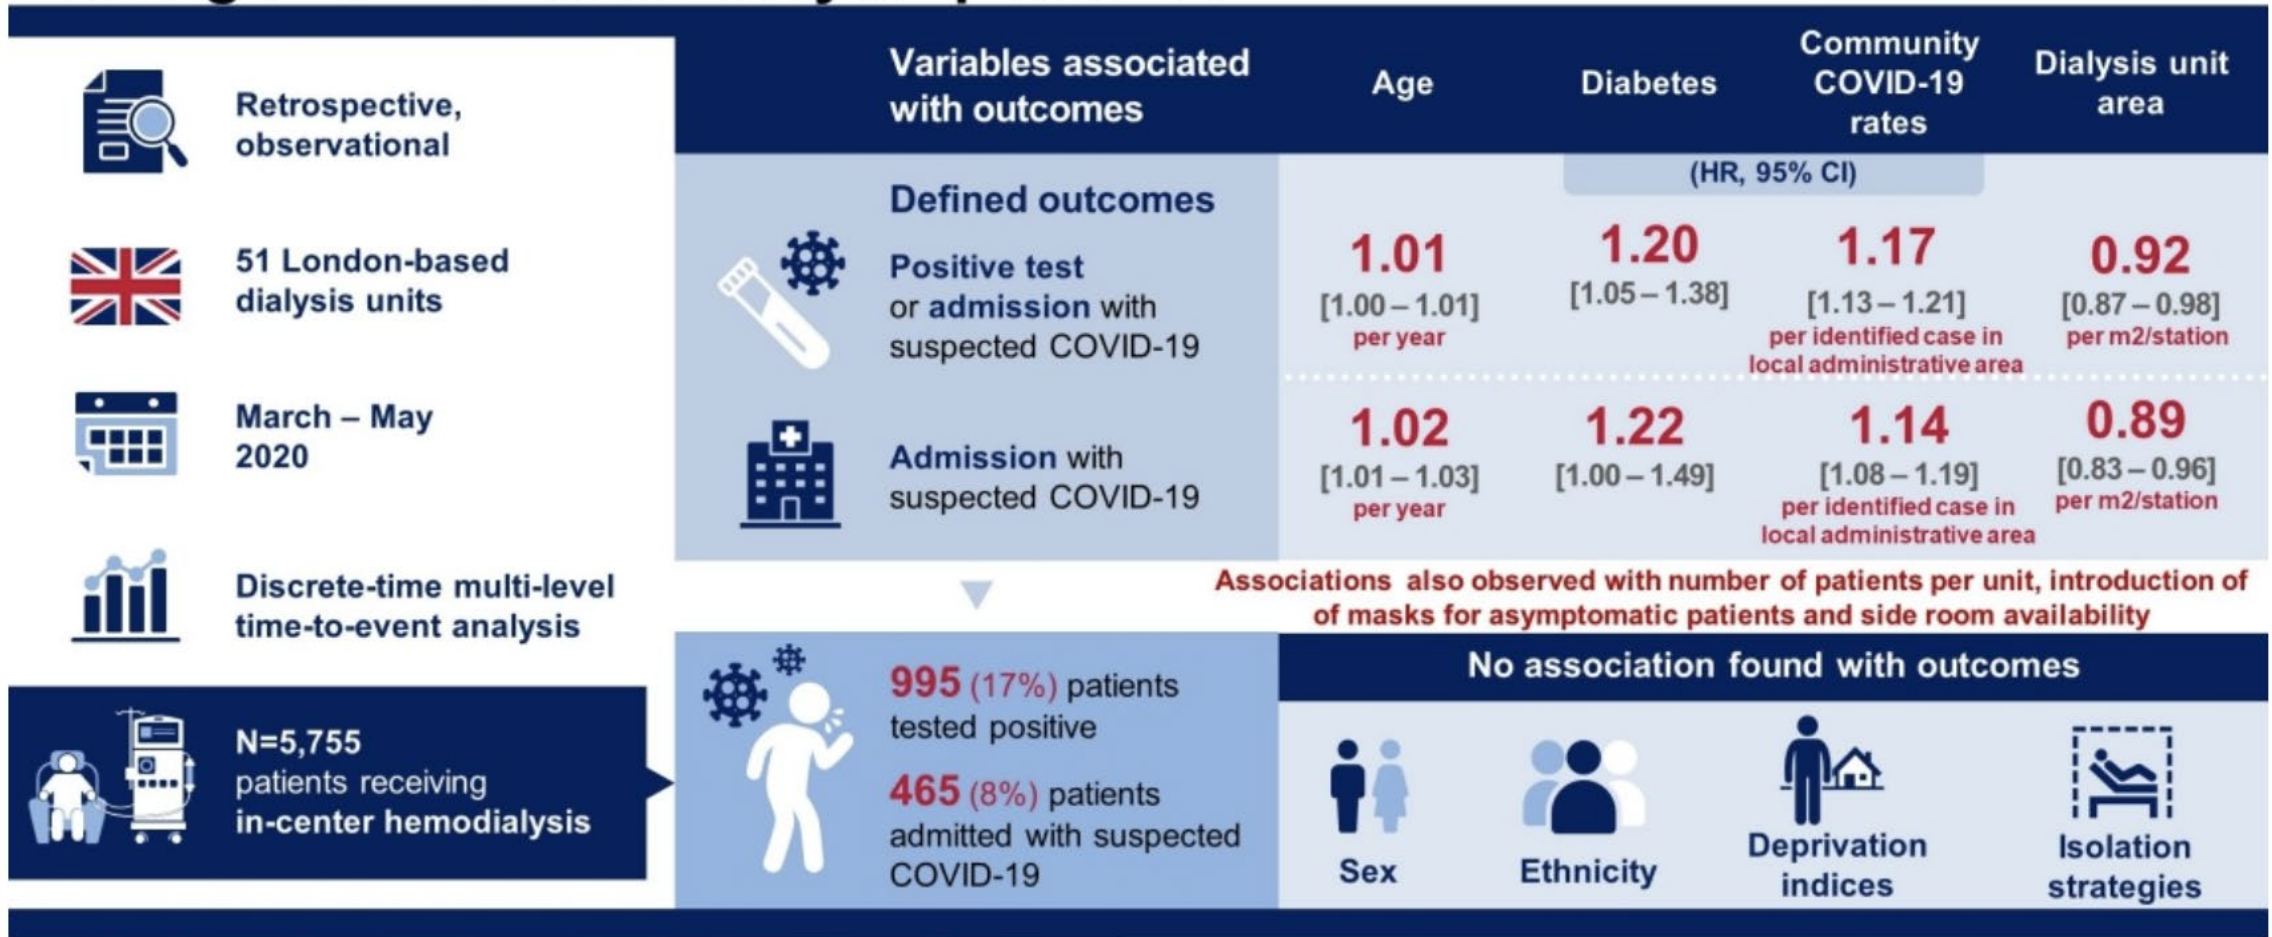 Retrospective,
observational
51 London-based
dialysis units
March – May
2020
Discrete-time multi-level
time-to-event analysis
N=5,755
patients receiving
in-center hemodialysis
Variables associated
with outcomes
Age
Diabetes
Community
COVID-19
rates
Dialysis unit
area
(HR, 95% CI)
Defined outcomes
Positive test
or admission with
suspected COVID-19
1.01
[1.00 – 1.01]
per year
1.20
[1.05 – 1.38]
1.17
[1.13 – 1.21]
per identified case in
local administrative area
0.92
[0.87 – 0.98]
per m2/station
Admission with
suspected COVID-19
1.02
[1.01 – 1.03]
per year
1.22
[1.00 – 1.49]
1.14
[1.08 – 1.19]
per identified case in
local administrative area
0.89
[0.83 – 0.96]
per m2/station
Associations also observed with number of patients per unit, introduction of
of masks for asymptomatic patients and side room availability
995 (17%) patients
tested positive
465 (8%) patients
admitted with suspected
COVID-19
No association found with outcomes
Sex
Ethnicity
Deprivation
indices
Isolation
strategies